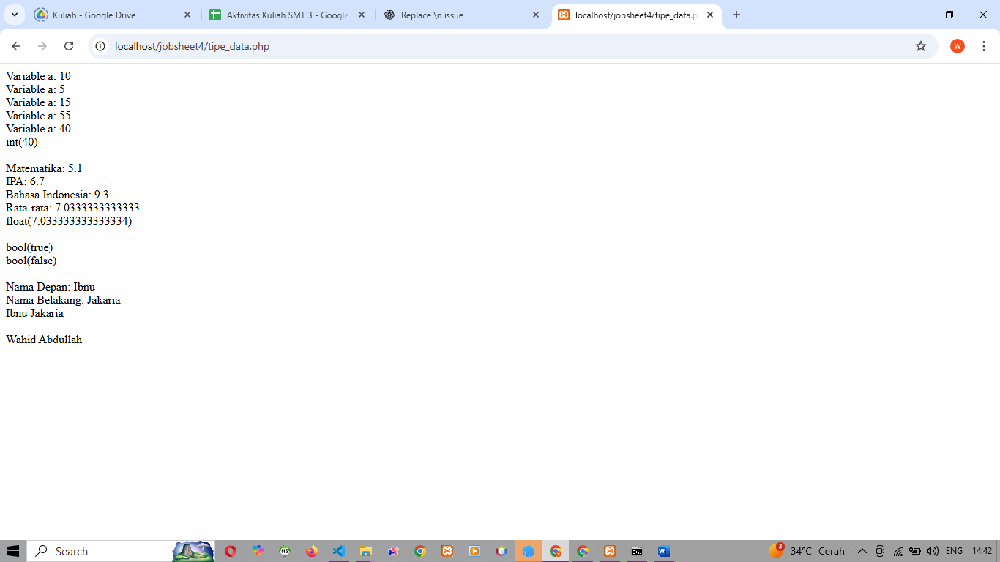 Kuliah - Google Drive
Aktivitas Kuliah SMT 3 - Google
Replace \n issue
localhost/jobsheet4/tipe_data.p
localhost/jobsheet4/tipe_data.php
W
Variable a: 10
Variable a: 5
Variable a: 15
Variable a: 55
Variable a: 40
int(40)
Matematika: 5.1
IPA: 6.7
Bahasa Indonesia: 9.3
Rata-rata: 7.0333333333333
float(7.033333333333334)
bool(true)
bool(false)
Nama Depan: Ibnu
Nama Belakang: Jakaria
Ibnu Jakaria
Wahid Abdullah
Search
HS
3
34°C Cerah
ENG
14:42